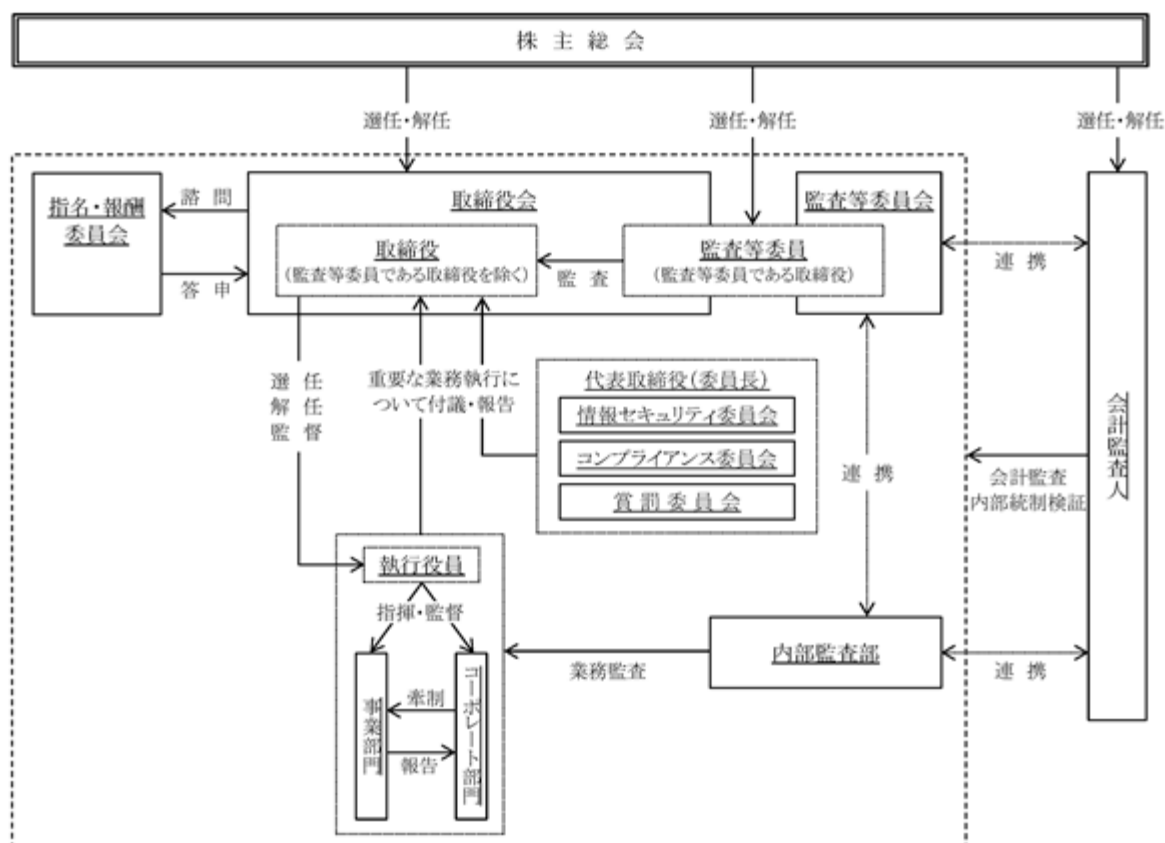 株主総会
選任・解任
選任・解任
選任・解任
指名・報酬
委員会
諮問
答申
取締役会
取締役
(監査等委員である取締役を除く)
監査
監査等委員会
監査等委員
(監査等委員である取締役)
連携
選任
解任
監督
重要な業務執行に
ついて付議・報告
代表取締役(委員長)
情報セキュリティ委員会
コンプライアンス委員会
賞罰委員会
連携
会計監査人
会計監査
内部統制検証
執行役員
指揮・監督
事業部門
牽制
報告
コーポレート部門
業務監査
内部監査部
連携